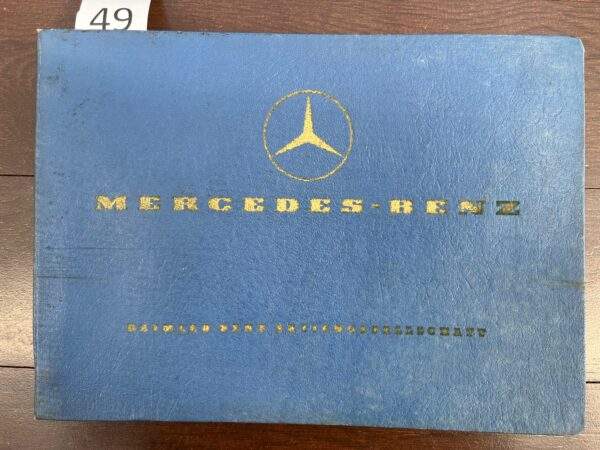 49
MERCEDES-BENZ
DAIMLER BENZ AKTIENGESELLSCHAFT